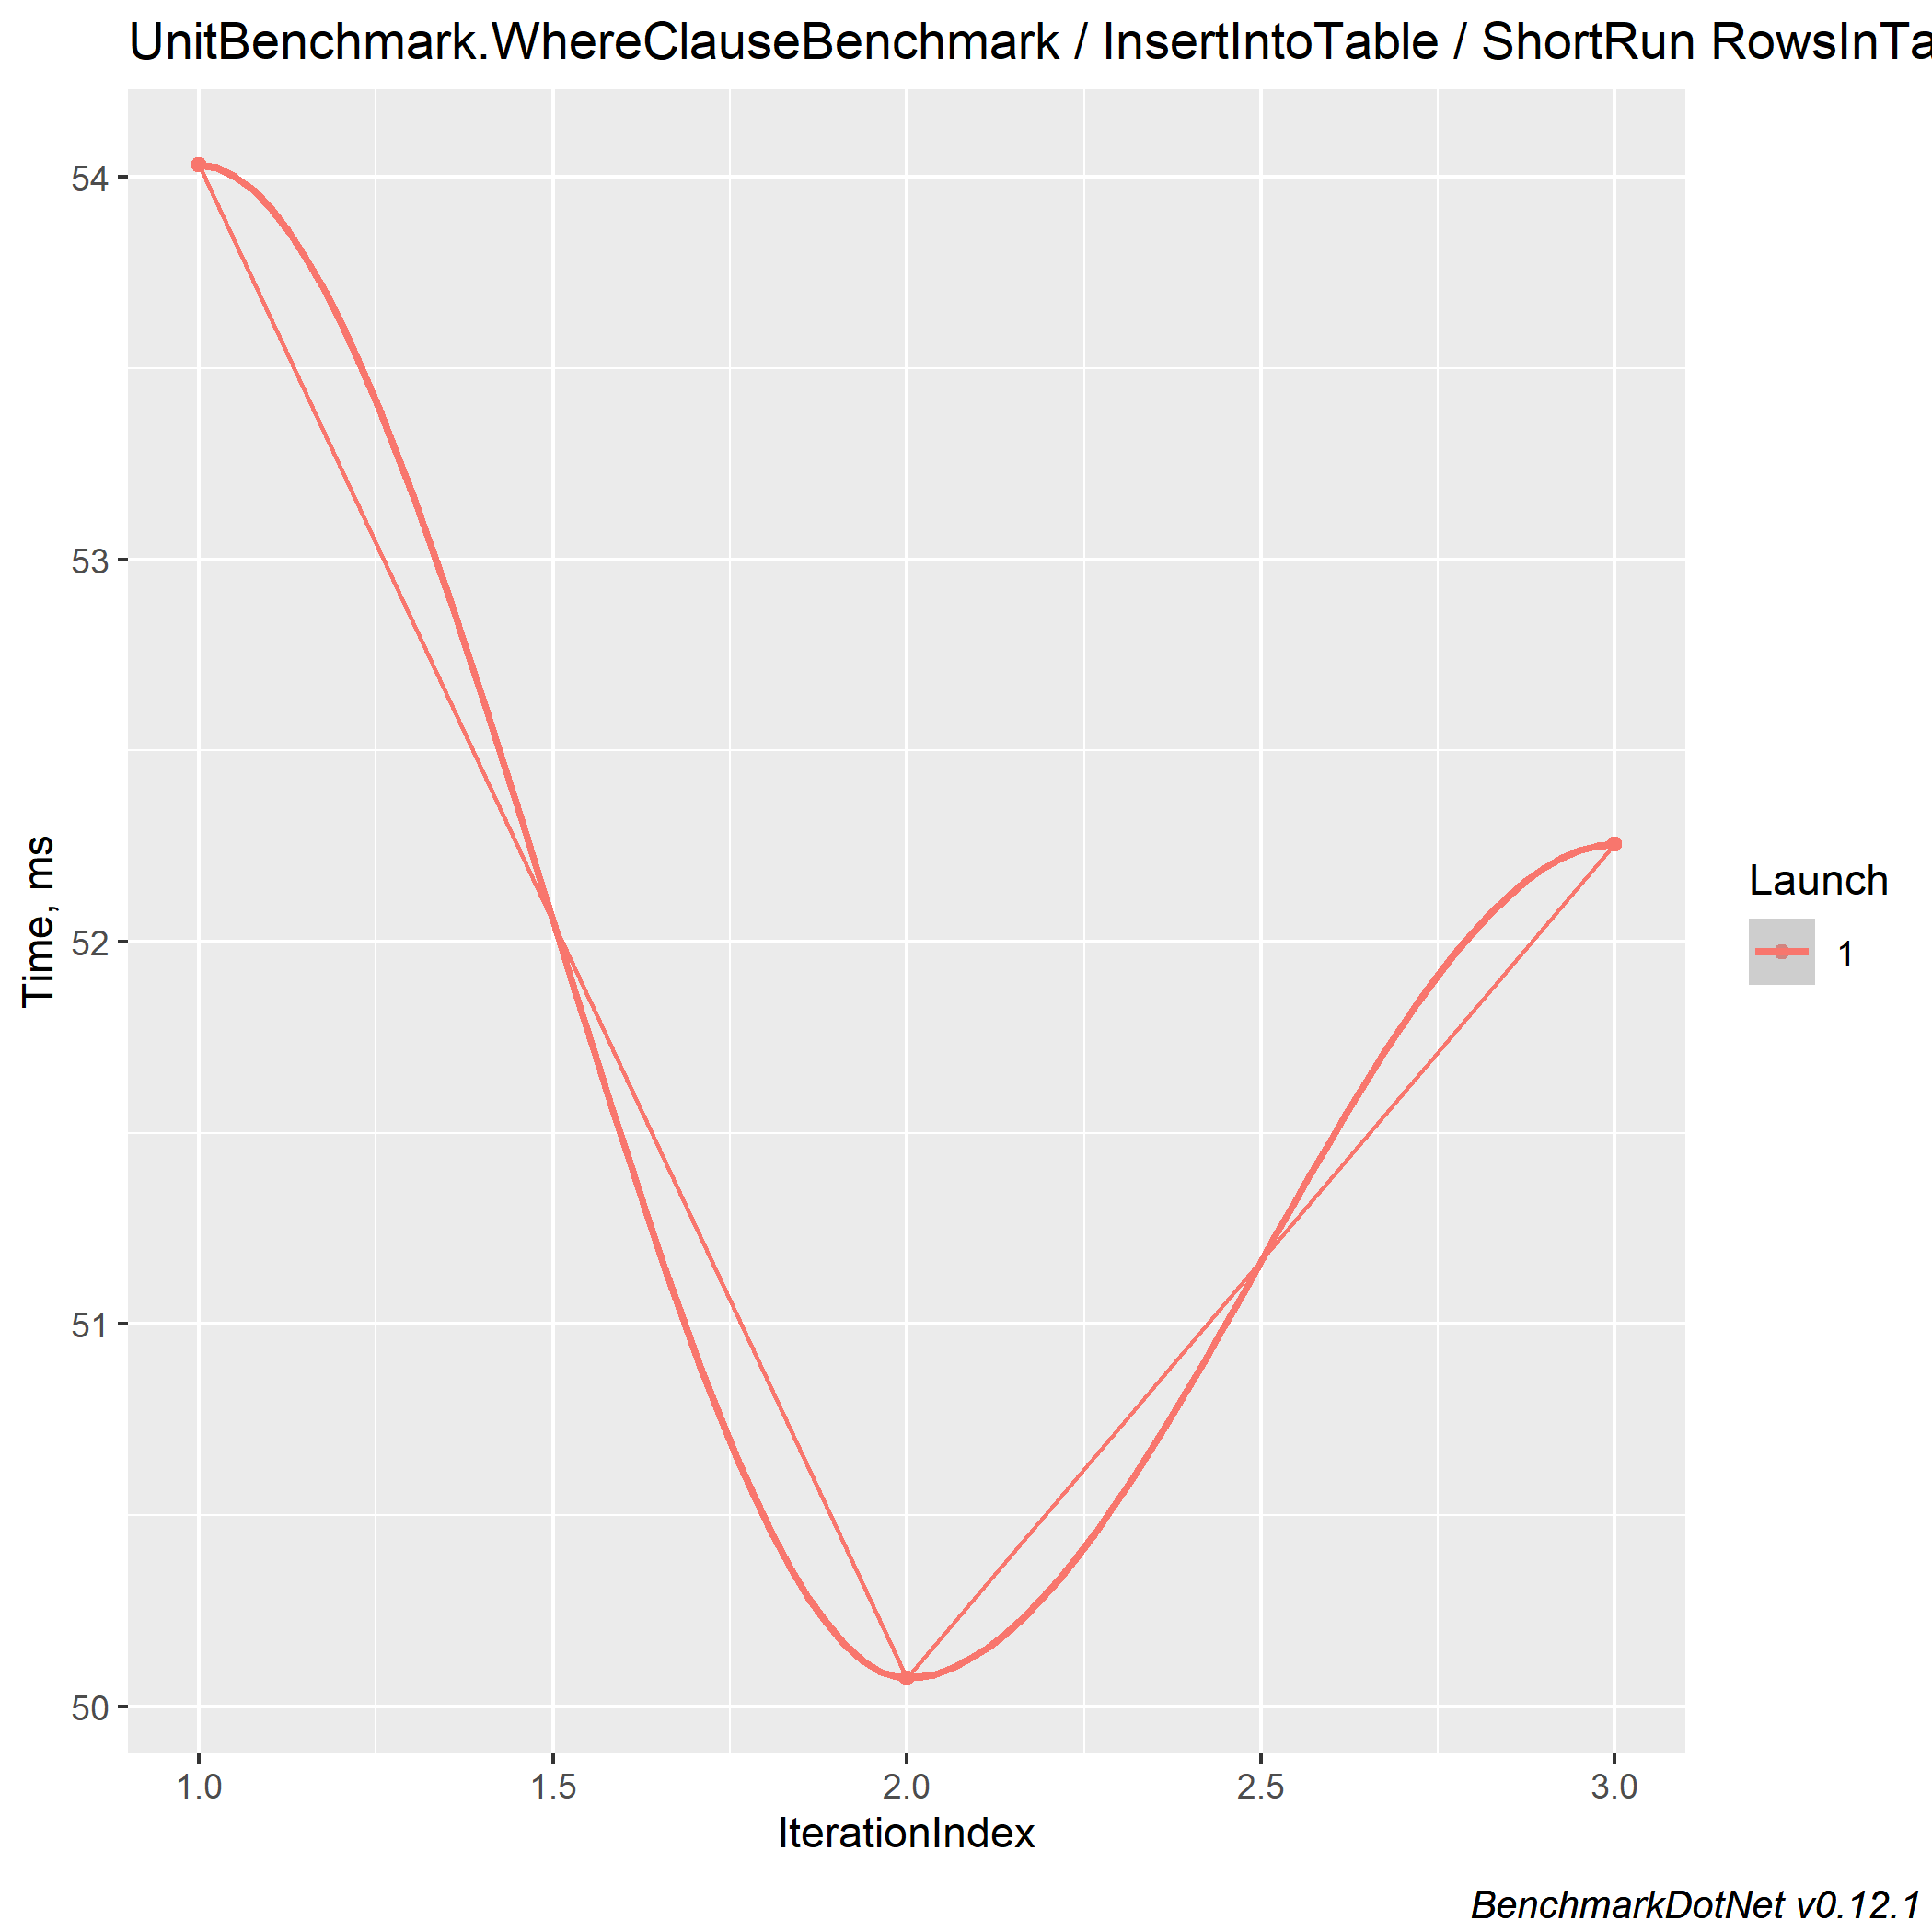 UnitBenchmark.WhereClauseBenchmark / InsertIntoTable / ShortRun RowsInTa
54
53
52
51
50
Time, ms
1.0 1.5 2.0 2.5 3.0
IterationIndex
Launch
1
BenchmarkDotNet v0.12.1